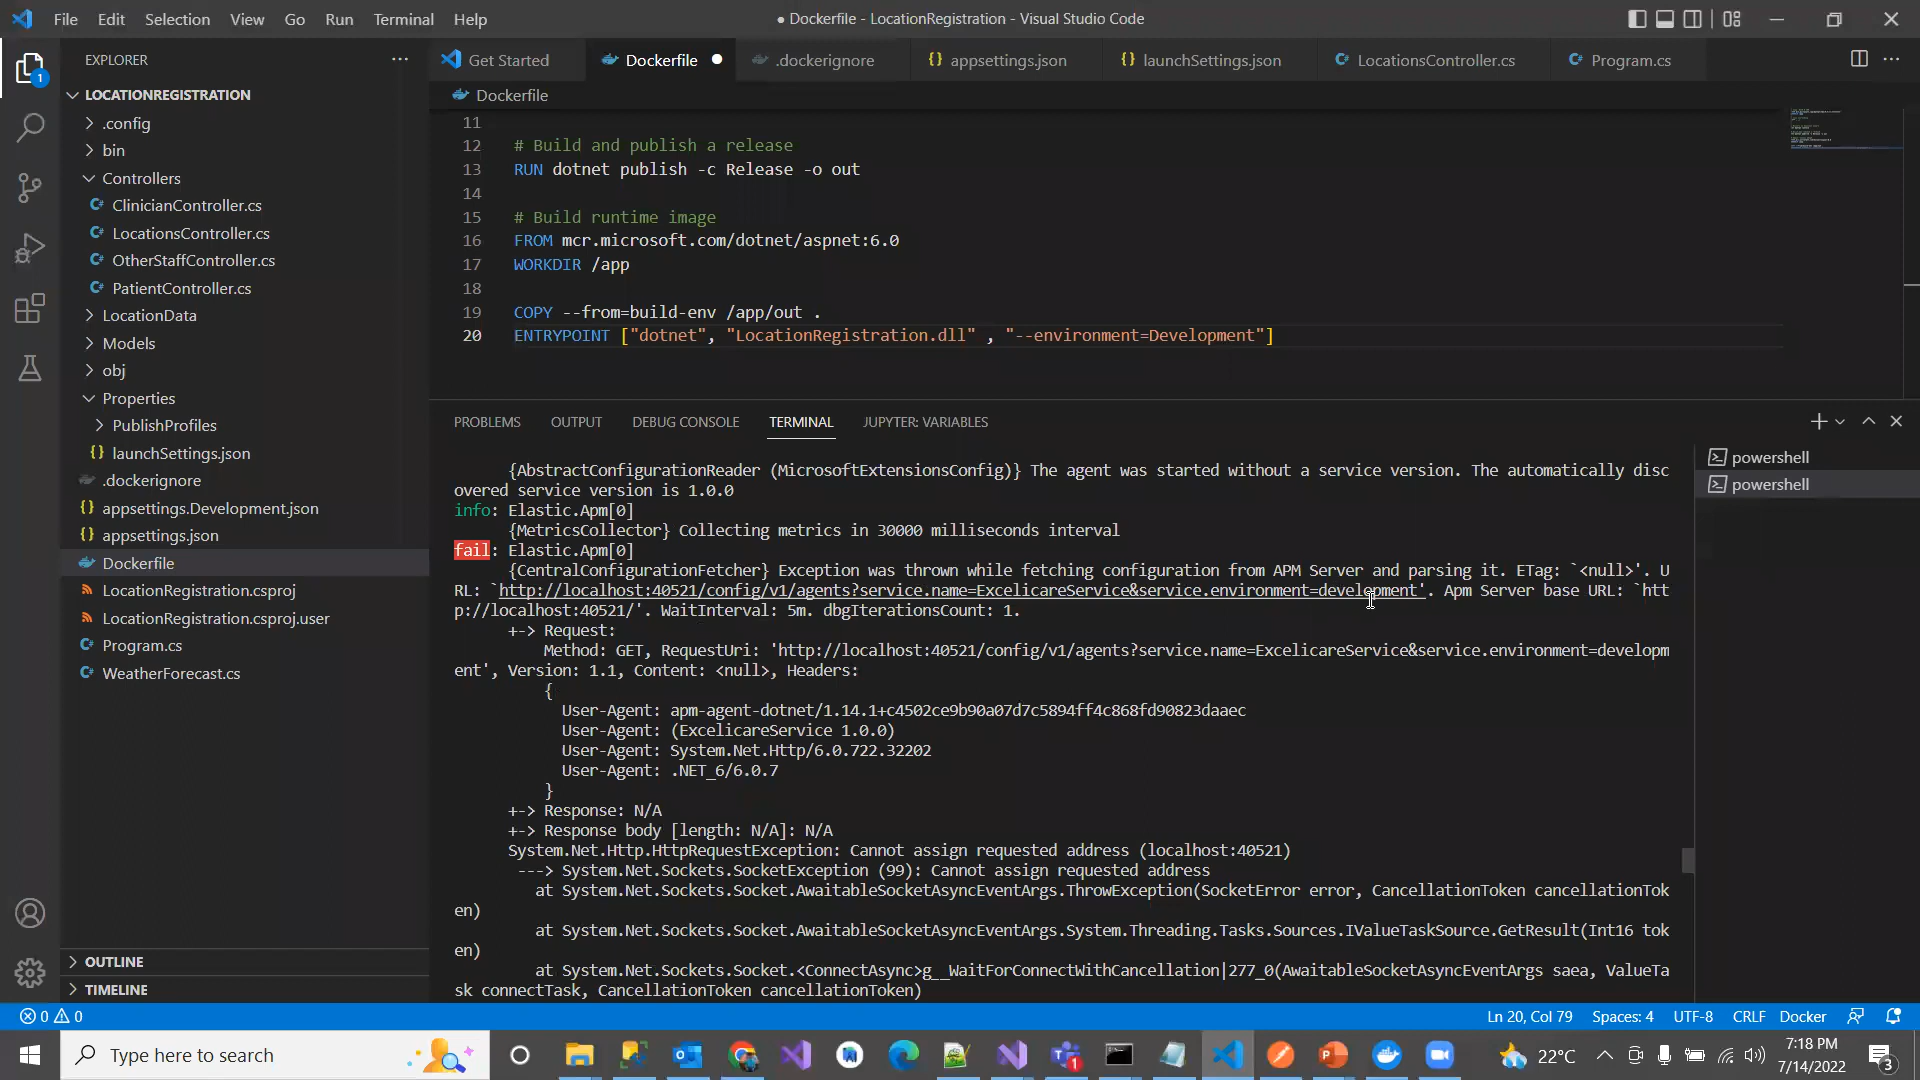 File Edit Selection View Go Run Terminal Help
● Dockerfile - LocationRegistration - Visual Studio Code
EXPLORER
LOCATIONREGISTRATION
.config
bin
Controllers
ClinicianController.cs
LocationsController.cs
OtherStaffController.cs
PatientController.cs
LocationData
Models
obj
Properties
PublishProfiles
launchSettings.json
.dockerignore
appsettings.Development.json
appsettings.json
Dockerfile
LocationRegistration.csproj
LocationRegistration.csproj.user
Program.cs
WeatherForecast.cs
OUTLINE
TIMELINE
1
Get Started Dockerfile .dockerignore appsettings.json launchSettings.json LocationsController.cs Program.cs
Dockerfile
11
12 # Build and publish a release
13 RUN dotnet publish -c Release -o out
14
15 # Build runtime image
16 FROM mcr.microsoft.com/dotnet/aspnet:6.0
17 WORKDIR /app
18
19 COPY --from=build-env /app/out .
20 ENTRYPOINT ["dotnet", "LocationRegistration.dll" , "--environment=Development"]
PROBLEMS OUTPUT DEBUG CONSOLE TERMINAL JUPYTER: VARIABLES
powershell
powershell
{AbstractConfigurationReader (MicrosoftExtensionsConfig)} The agent was started without a service version. The automatically disc
overed service version is 1.0.0
info: Elastic.Apm[0]
{MetricsCollector} Collecting metrics in 30000 milliseconds interval
fail: Elastic.Apm[0]
{CentralConfigurationFetcher} Exception was thrown while fetching configuration from APM Server and parsing it. ETag: `<null>'. U
RL: `http://localhost:40521/config/v1/agents?service.name=ExcelicareService&service.environment=development'. Apm Server base URL: `htt
p://localhost:40521/'. WaitInterval: 5m. dbgIterationsCount: 1.
+-> Request:
Method: GET, RequestUri: 'http://localhost:40521/config/v1/agents?service.name=ExcelicareService&service.environment=developm
ent', Version: 1.1, Content: <null>, Headers:
{
User-Agent: apm-agent-dotnet/1.14.1+c4502ce9b90a07d7c5894ff4c868fd90823daaec
User-Agent: (ExcelicareService 1.0.0)
User-Agent: System.Net.Http/6.0.722.32202
User-Agent: .NET_6/6.0.7
}
+-> Response: N/A
+-> Response body [length: N/A]: N/A
System.Net.Http.HttpRequestException: Cannot assign requested address (localhost:40521)
---> System.Net.Sockets.SocketException (99): Cannot assign requested address
at System.Net.Sockets.Socket.AwaitableSocketAsyncEventArgs.ThrowException(SocketError error, CancellationToken cancellationTok
en)
at System.Net.Sockets.Socket.AwaitableSocketAsyncEventArgs.System.Threading.Tasks.Sources.IValueTaskSource.GetResult(Int16 tok
en)
at System.Net.Sockets.Socket.<ConnectAsync>g__WaitForConnectWithCancellation|277_0(AwaitableSocketAsyncEventArgs saea, ValueTa
sk connectTask, CancellationToken cancellationToken)
0 0 Ln 20, Col 79 Spaces: 4 UTF-8 CRLF Docker
Type here to search
22°C
7:18 PM
7/14/2022
3